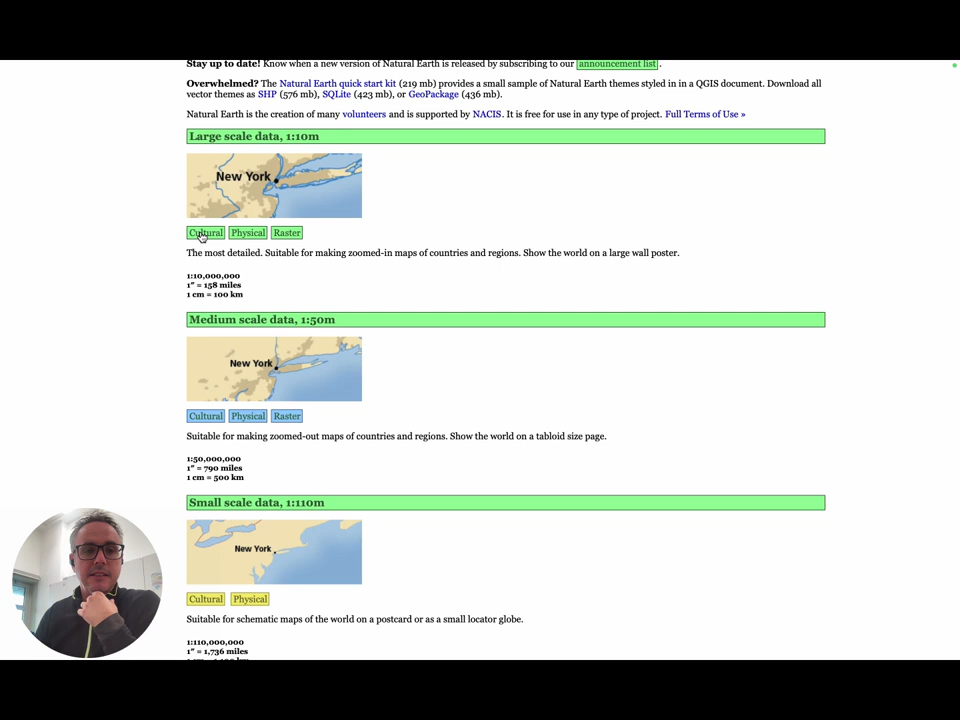 Stay up to date! Know when a new version of Natural Earth is released by subscribing to our announcement list .
Overwhelmed? The Natural Earth quick start kit (219 mb) provides a small sample of Natural Earth themes styled in in a QGIS document. Download all
vector themes as SHP (576 mb), SQLite (423 mb), or GeoPackage (436 mb).
Natural Earth is the creation of many volunteers and is supported by NACIS. It is free for use in any type of project. Full Terms of Use »
Large scale data, 1:10m
New York
Cultural Physical Raster
The most detailed. Suitable for making zoomed-in maps of countries and regions. Show the world on a large wall poster.
1:10,000,000
1″ = 158 miles
1 cm = 100 km
Medium scale data, 1:50m
New York
Cultural Physical Raster
Suitable for making zoomed-out maps of countries and regions. Show the world on a tabloid size page.
1:50,000,000
1″ = 790 miles
1 cm = 500 km
Small scale data, 1:110m
New York
Cultural Physical
Suitable for schematic maps of the world on a postcard or as a small locator globe.
1:110,000,000
1″ = 1,736 miles